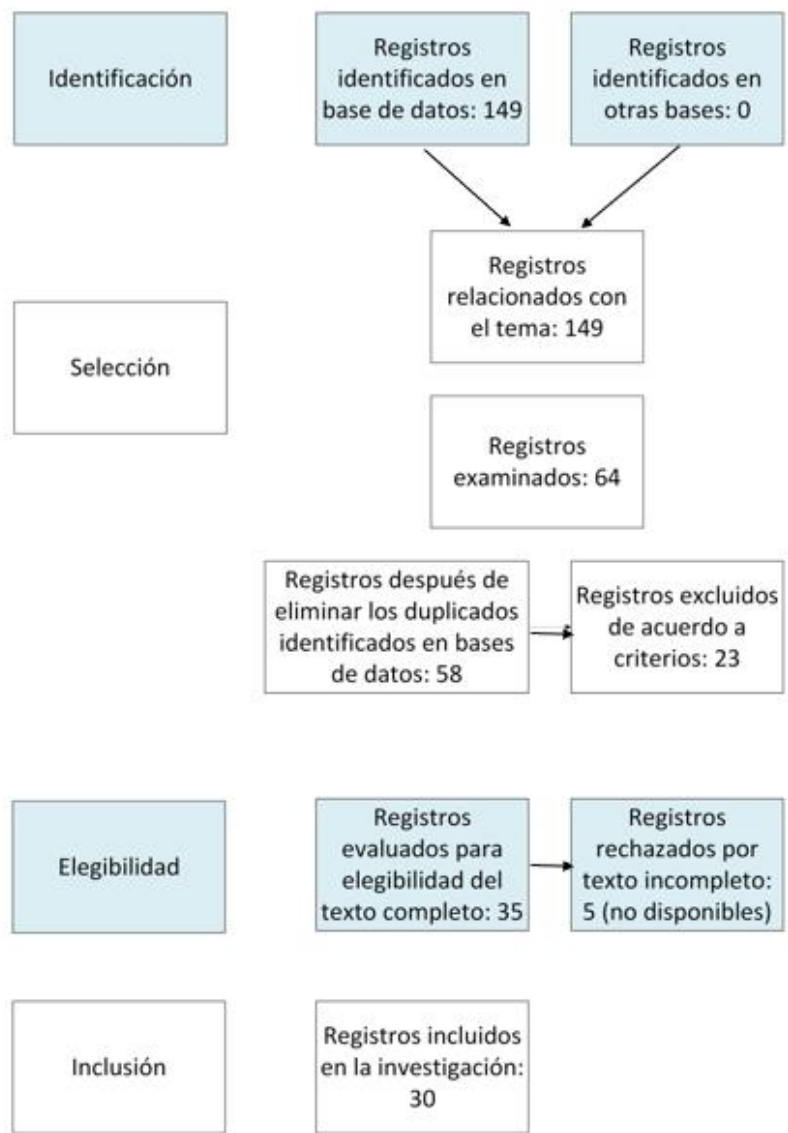 Identificación
Registros
identificados en
base de datos: 149
Registros
identificados en
otras bases: 0
Registros
relacionados con
el tema: 149
Selección
Registros
examinados: 64
Registros después de
eliminar los duplicados
identificados en bases
de datos: 58
Registros excluidos
de acuerdo a
criterios: 23
Elegibilidad
Registros
evaluados para
elegibilidad del
texto completo: 35
Registros
rechazados por
texto incompleto:
5 (no disponibles)
Inclusión
Registros incluidos
en la investigación:
30